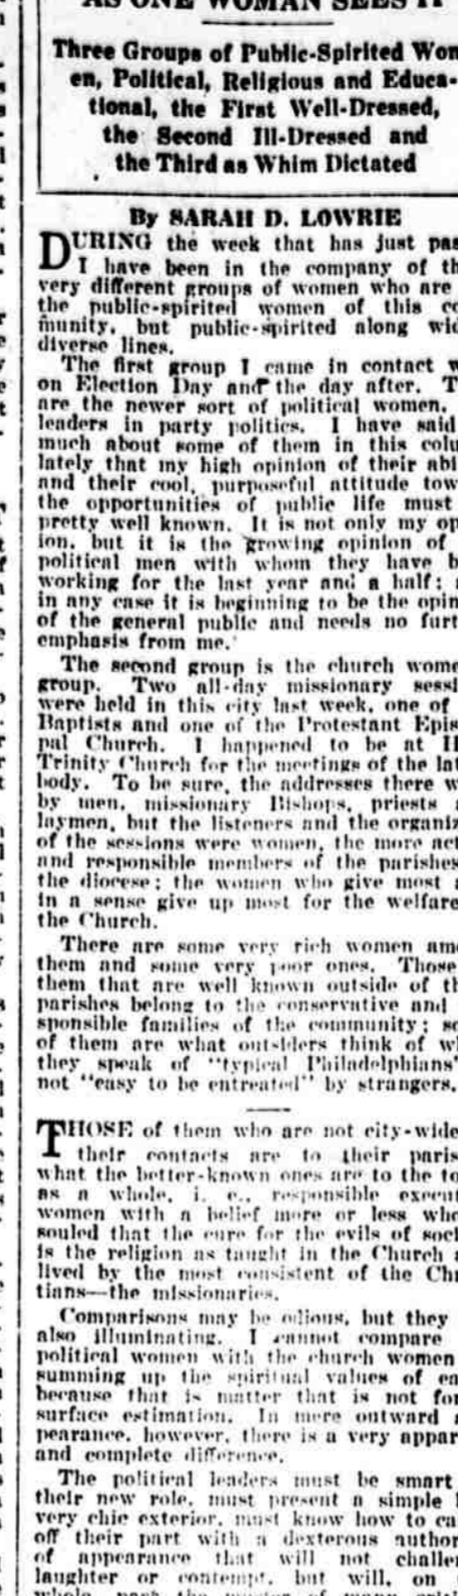 AS ONE WOMAN SEES IT
Three Groups of Public-Spirited Wom
en, Political, Religious and Educa-
tional, the First Well-Dressed,
the Second Ill-Dressed and
the Third as Whim Dictated
By SARAH D. LOWRIE
DURING the week that has just pas
I have been in the company of th
very different groups of women who are
the public-spirited women of this co
munity, but public-spirited along wid
diverse lines.
The first group I came in contact w
on Election Day and the day after. T
are the newer sort of political women,
leaders in party politics. I have said
much about some of them in this colu
lately that my high opinion of their abil
and their cool, purposeful attitude tow
the opportunities of public life must
pretty well known. It is not only my op
ion, but it is the growing opinion of
political men with whom they have b
working for the last year and a half; a
in any case it is beginning to be the opin
of the general public and needs no furt
emphasis from me.
The second group is the church wome
group. Two all-day missionary sessi
were held in this city last week, one of
Baptists and one of the Protestant Epis
pal Church. I happened to be at H
Trinity Church for the meetings of the lat
body. To be sure, the addresses there w
by men, missionary Bishops, priests a
laymen, but the listeners and the organiz
of the sessions were women, the more act
and responsible members of the parishes
the diocese; the women who give most a
in a sense give up most for the welfare
the Church.
There are some very rich women amo
them and some very poor ones. Those
them that are well known outside of th
parishes belong to the conservative and
sponsible families of the community; so
of them are what outsiders think of wh
they speak of "typical Philadelphians"
not "easy to be entreated" by strangers.
THOSE of them who are not city-wide
their contacts are to their paris
what the better-known ones are to the to
as a whole, i. e., responsible execut
women with a belief more or less who
souled that the cure for the evils of soci
is the religion as taught in the Church a
lived by the most consistent of the Chr
tians—the missionaries.
Comparisons may be odious, but they
also illuminating. I cannot compare
political women with the church women
summing up the spiritual values of ea
because that is matter that is not for
surface estimation. In mere outward a
pearance, however, there is a very appar
and complete difference.
The political leaders must be smart
their new role, must present a simple
very chic exterior, must know how to ca
off their part with a dexterous author
of appearance that will not challen
laughter or contempt, but will, on
whole, pass the muster of many criti